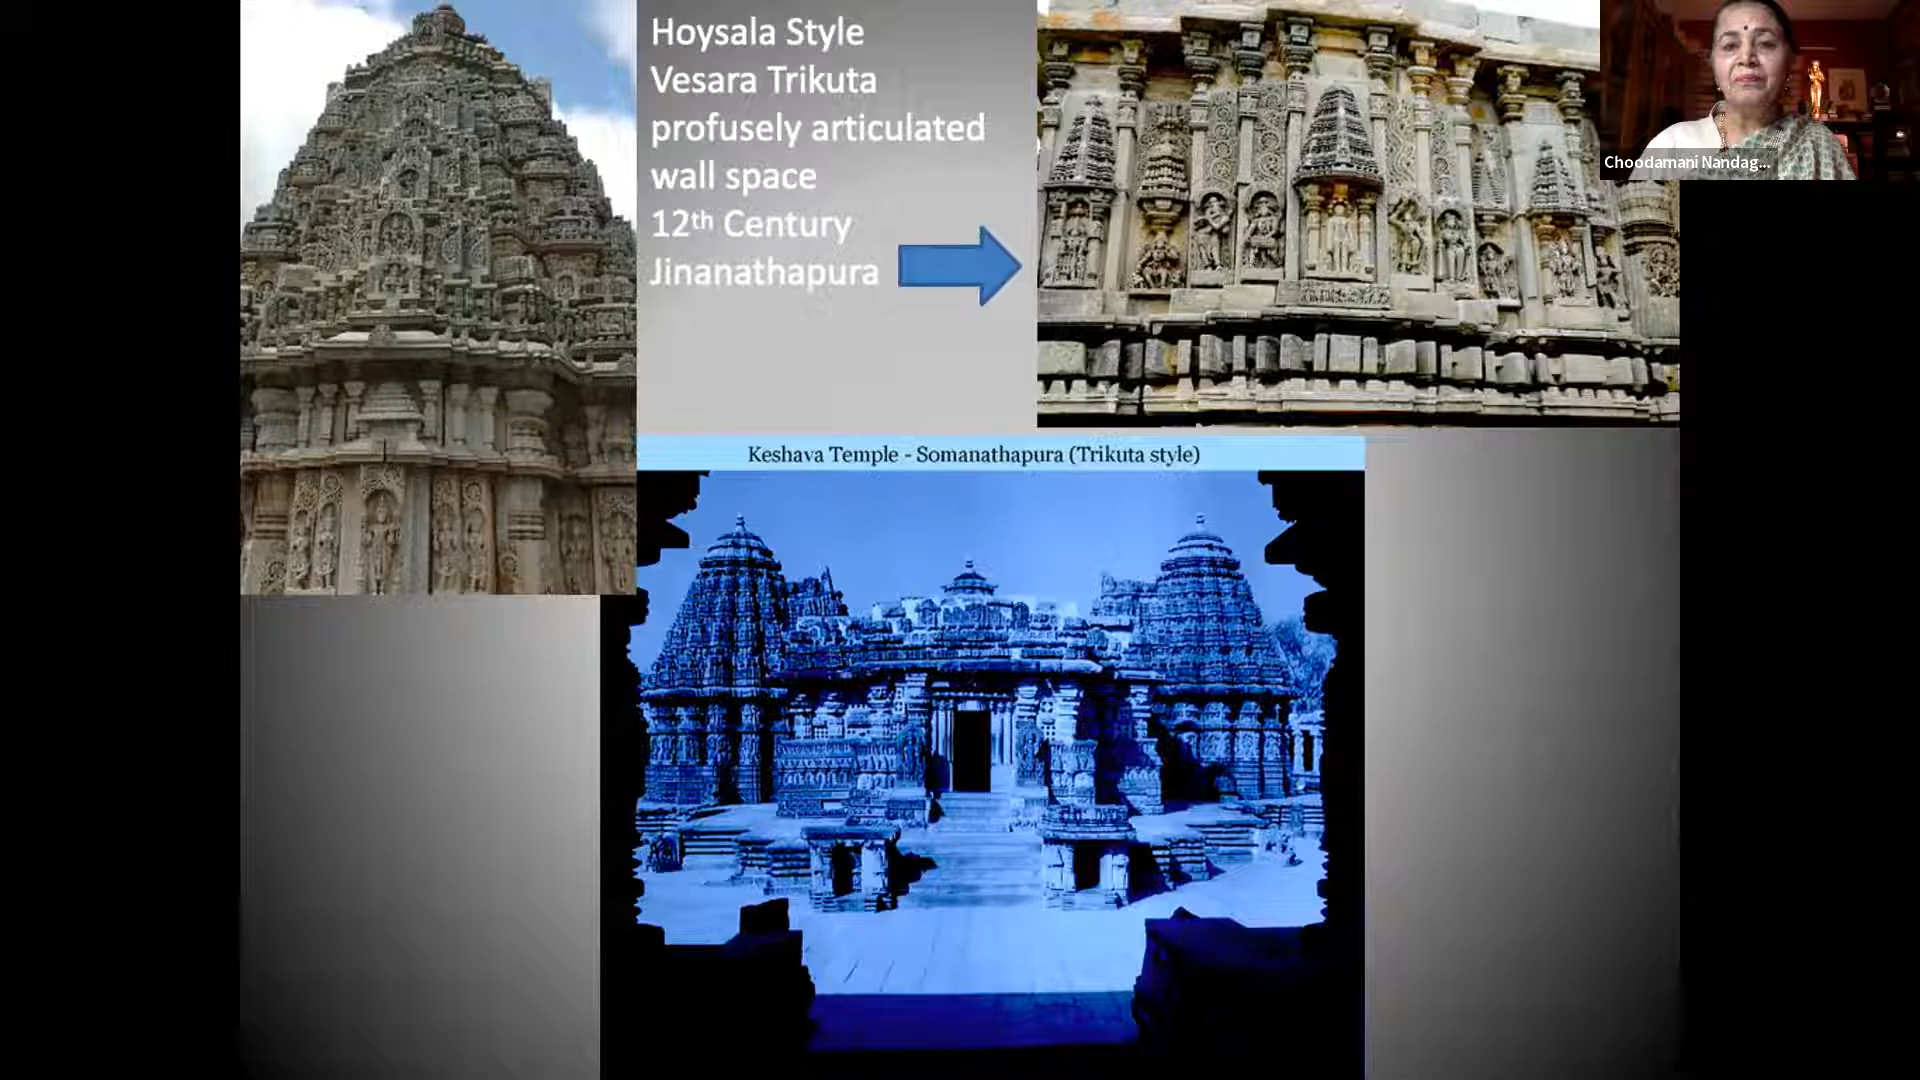 Hoysala Style
Vesara Trikuta
profusely articulated
wall space
12th Century
Jinanathapura
Choodamani Nandag...
Keshava Temple - Somanathapura (Trikuta style)